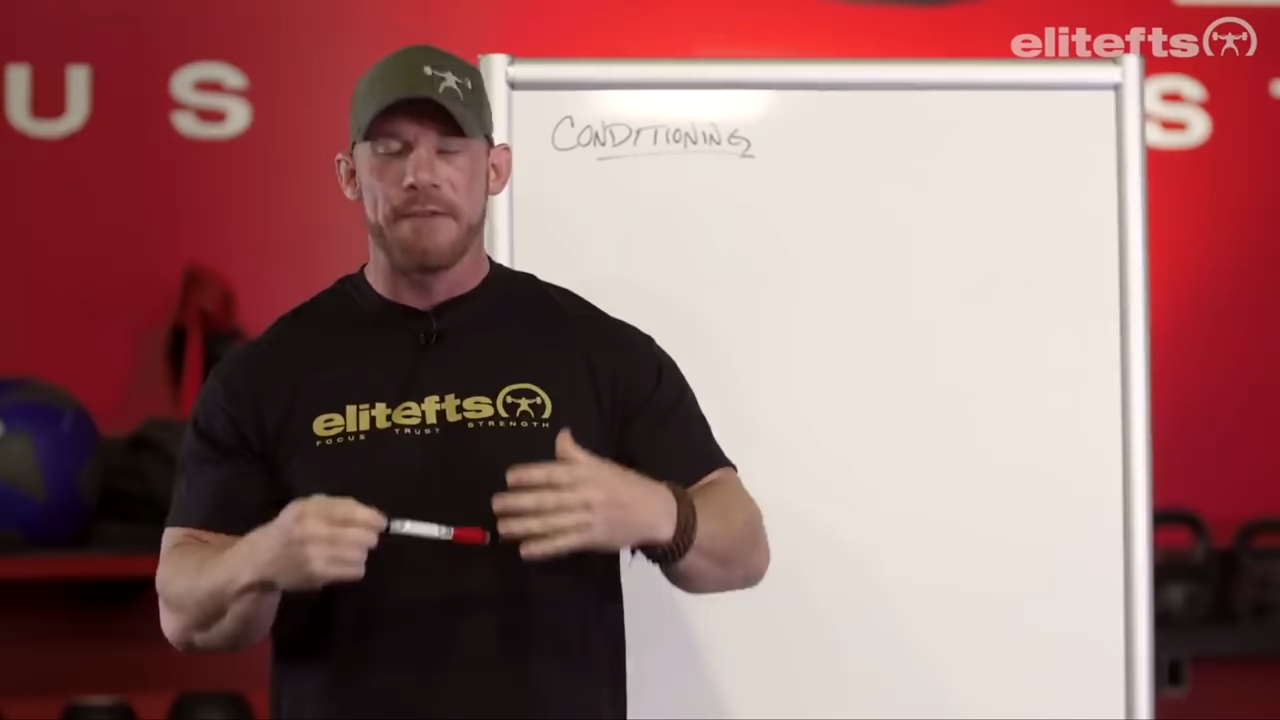 elitefts
U S
S
CONDITIONING
elitefts
FOCUS TRUST STRENGTH